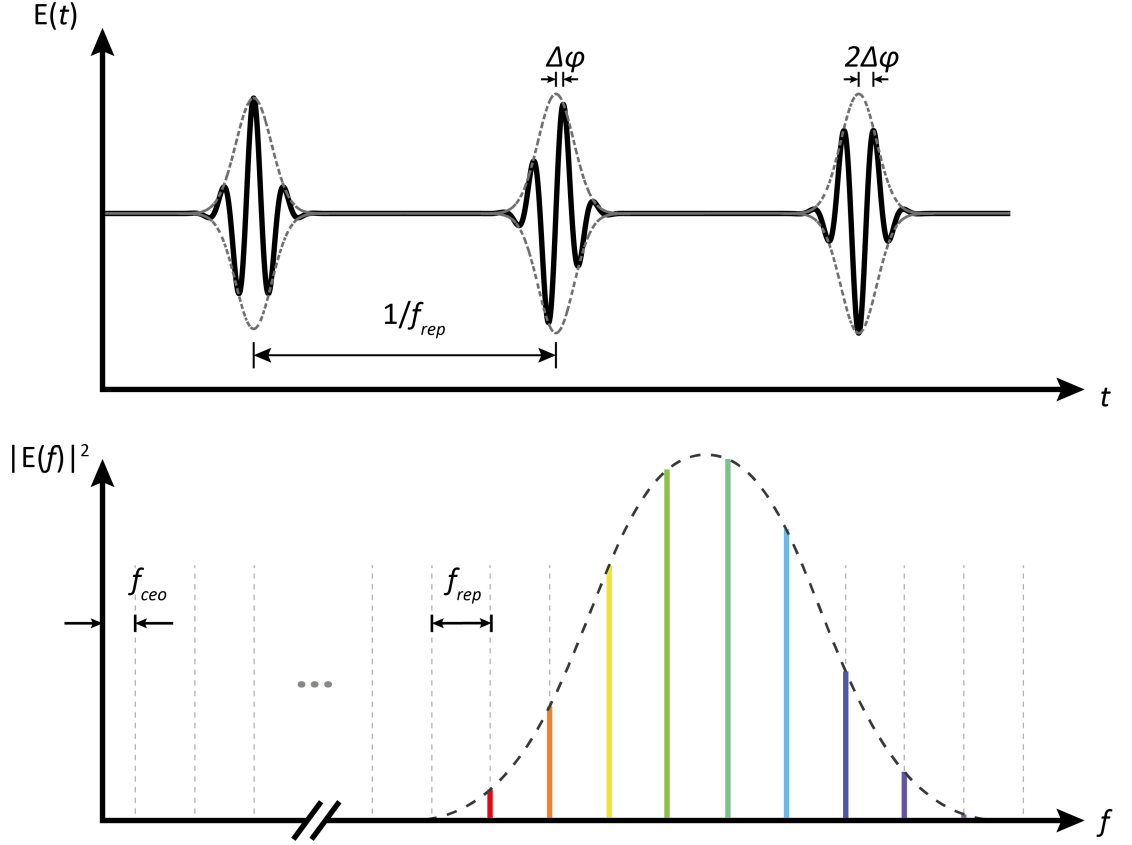 E(t)
Δφ
2Δφ
1/f_rep
t
|E(f)|²
f_ceo
f_rep
...
f